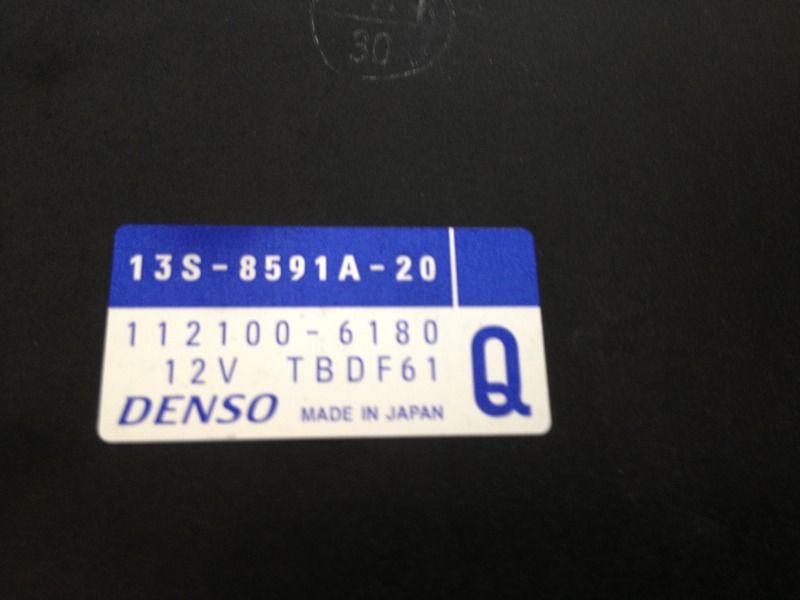 30
13S-8591A-20
112100-6180
12V TBDF61
Q
DENSO MADE IN JAPAN